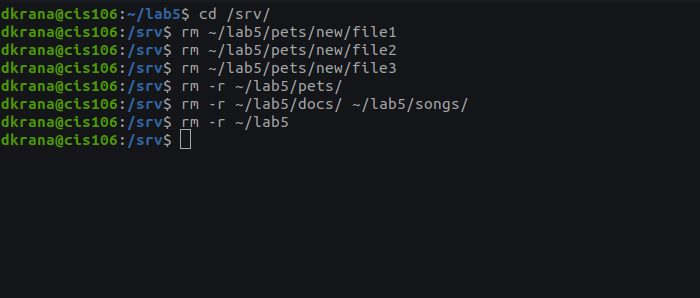 dkrana@cis106:~/lab5$ cd /srv/
dkrana@cis106:/srv$ rm ~/lab5/pets/new/file1
dkrana@cis106:/srv$ rm ~/lab5/pets/new/file2
dkrana@cis106:/srv$ rm ~/lab5/pets/new/file3
dkrana@cis106:/srv$ rm -r ~/lab5/pets/
dkrana@cis106:/srv$ rm -r ~/lab5/docs/ ~/lab5/songs/
dkrana@cis106:/srv$ rm -r ~/lab5
dkrana@cis106:/srv$